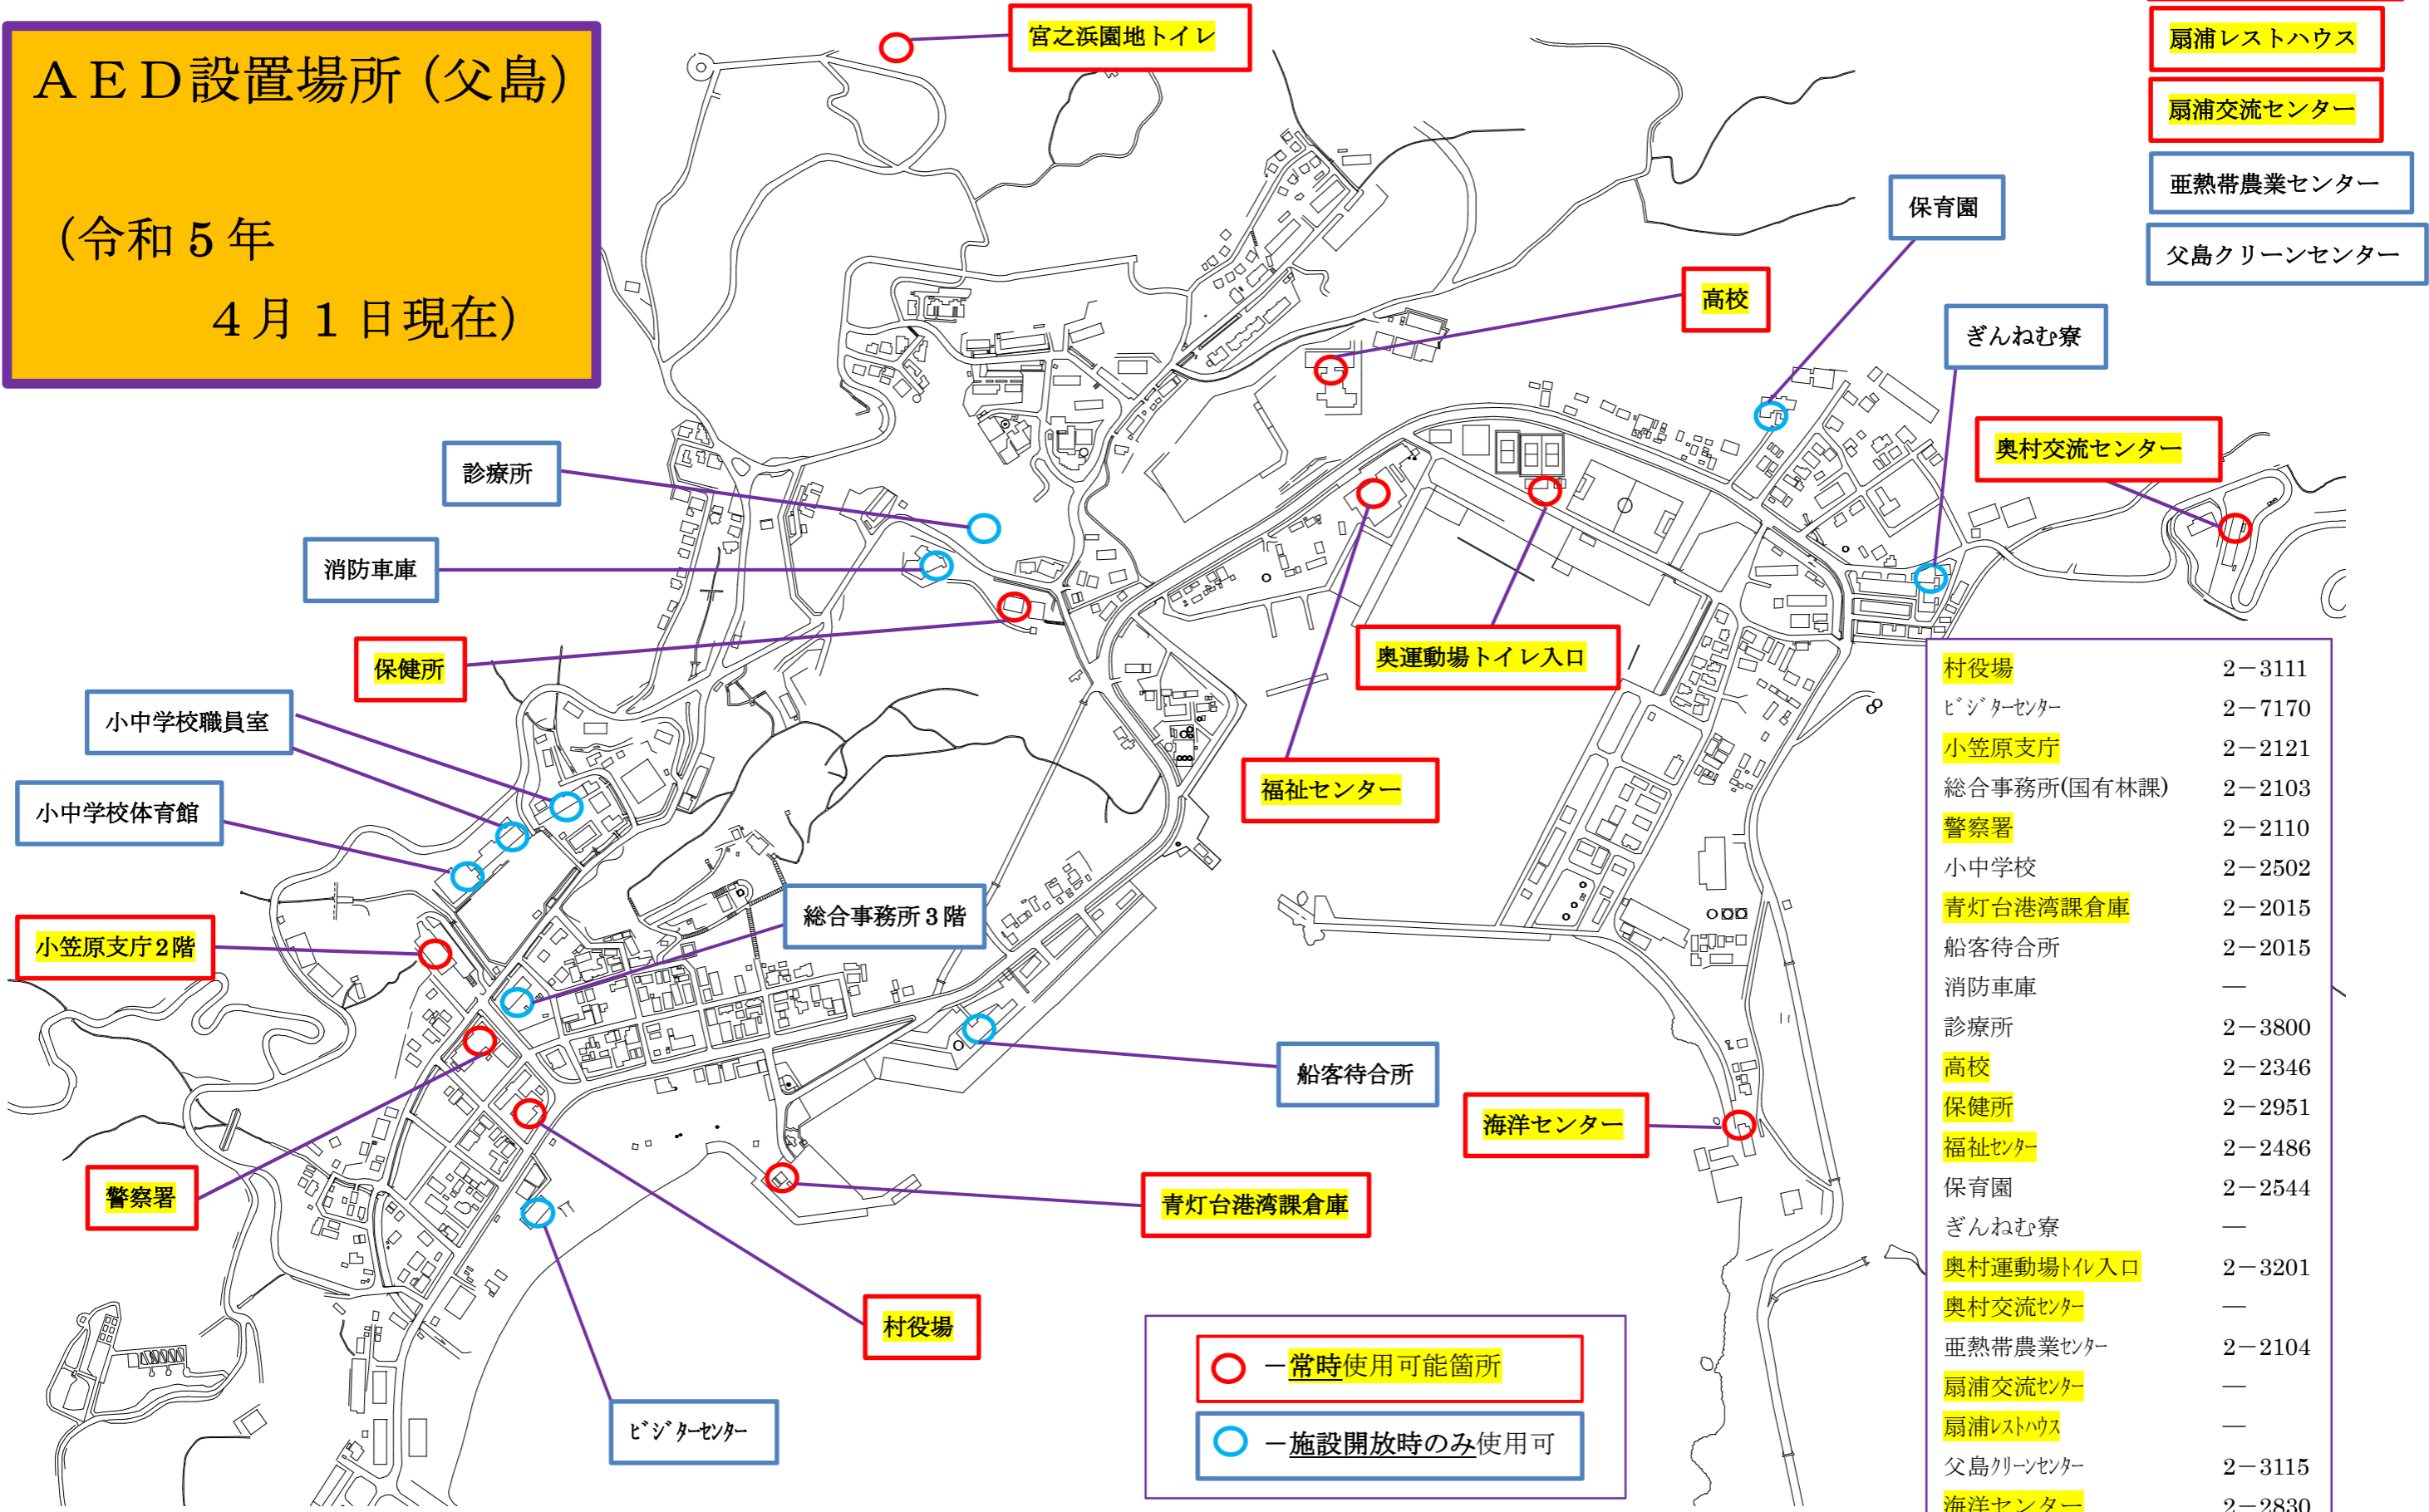 ＡＥＤ設置場所（父島）
（令和５年
４月１日現在）
宮之浜園地トイレ
扇浦レストハウス
扇浦交流センター
亜熱帯農業センター
父島クリーンセンター
保育園
高校
ぎんねむ寮
奥村交流センター
診療所
消防車庫
保健所
奥運動場トイレ入口
小中学校職員室
福祉センター
小中学校体育館
総合事務所３階
小笠原支庁２階
船客待合所
海洋センター
警察署
青灯台港湾課倉庫
村役場
ﾋﾞｼﾞﾀｰｾﾝﾀｰ
－常時使用可能箇所
－施設開放時のみ使用可
村役場 2－3111
ﾋﾞｼﾞﾀｰｾﾝﾀｰ 2－7170
小笠原支庁 2－2121
総合事務所(国有林課) 2－2103
警察署 2－2110
小中学校 2－2502
青灯台港湾課倉庫 2－2015
船客待合所 2－2015
消防車庫 ―
診療所 2－3800
高校 2－2346
保健所 2－2951
福祉ｾﾝﾀｰ 2－2486
保育園 2－2544
ぎんねむ寮 ―
奥村運動場ﾄｲﾚ入口 2－3201
奥村交流ｾﾝﾀｰ ―
亜熱帯農業ｾﾝﾀｰ 2－2104
扇浦交流ｾﾝﾀｰ ―
扇浦ﾚｽﾄﾊｳｽ ―
父島ｸﾘｰﾝｾﾝﾀｰ 2－3115
海洋センター 2－2830